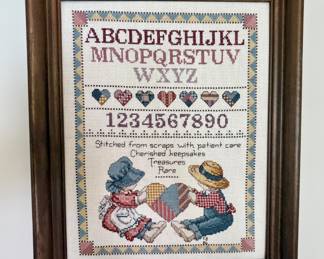 ABCDEFGHIJKL
MNOPQRSTUV
WXYZ
1234567890
Stitched from scraps with patient care
Cherished keepsakes
Treasures
Rare